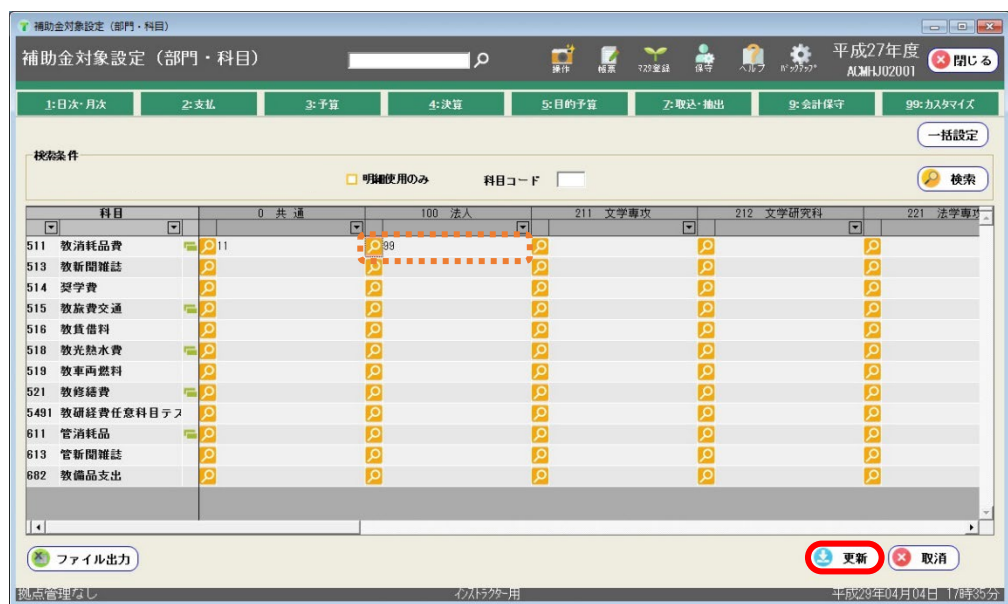 補助金対象設定（部門・科目）
補助金対象設定（部門・科目）
操作 帳票 マスタ登録 保守 ヘルプ ﾊﾞｯｸｱｯﾌﾟ
平成27年度
ACMHJ02001
閉じる
1:日次・月次 2:支払 3:予算 4:決算 5:目的予算 7:取込・抽出 9:会計保守 99:カスタマイズ
一括設定
検索条件
明細使用のみ 科目コード 検索
科目 0 共通 100 法人 211 文学専攻 212 文学研究科 221 法学専攻
511 教消耗品費 11 99
513 教新聞雑誌
514 奨学費
515 教旅費交通
516 教賃借料
518 教光熱水費
519 教車両燃料
521 教修繕費
5491 教研経費任意科目テス
611 管消耗品
613 管新聞雑誌
682 教備品支出
ファイル出力 更新 取消
拠点管理なし インストラクター用 平成29年04月04日 17時35分